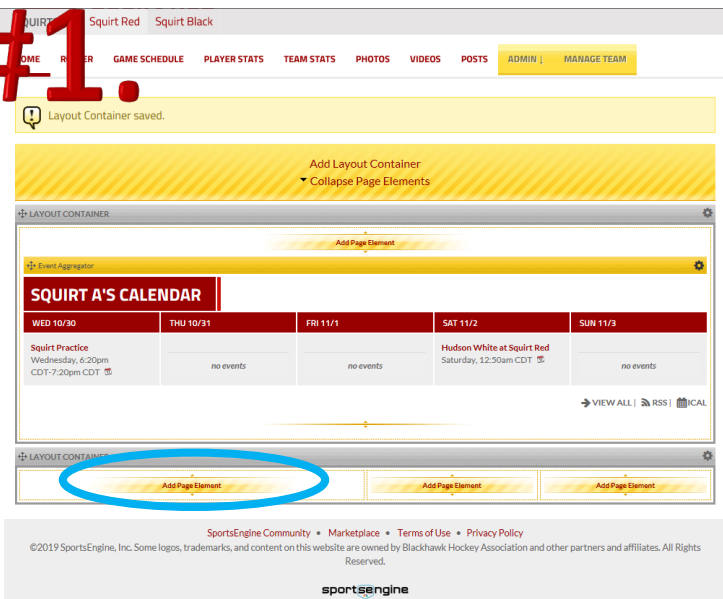 #1.
Squirt Red Squirt Black
GAME SCHEDULE PLAYER STATS TEAM STATS PHOTOS VIDEOS POSTS ADMIN MANAGE TEAM
Layout Container saved.
Add Layout Container
Collapse Page Elements
LAYOUT CONTAINER
Add Page Element
Event Aggregator
SQUIRT A'S CALENDAR
WED 10/30 THU 10/31 FRI 11/1 SAT 11/2 SUN 11/3
Squirt Practice Hudson White at Squirt Red
Wednesday, 6:20pm Saturday, 12:50am CDT
CDT-7:20pm CDT no events no events no events
VIEW ALL | RSS | ICAL
LAYOUT CONTAINER
Add Page Element Add Page Element Add Page Element
SportsEngine Community • Marketplace • Terms of Use • Privacy Policy
©2019 SportsEngine, Inc. Some logos, trademarks, and content on this website are owned by Blackhawk Hockey Association and other partners and affiliates. All Rights
Reserved.
sportsengine